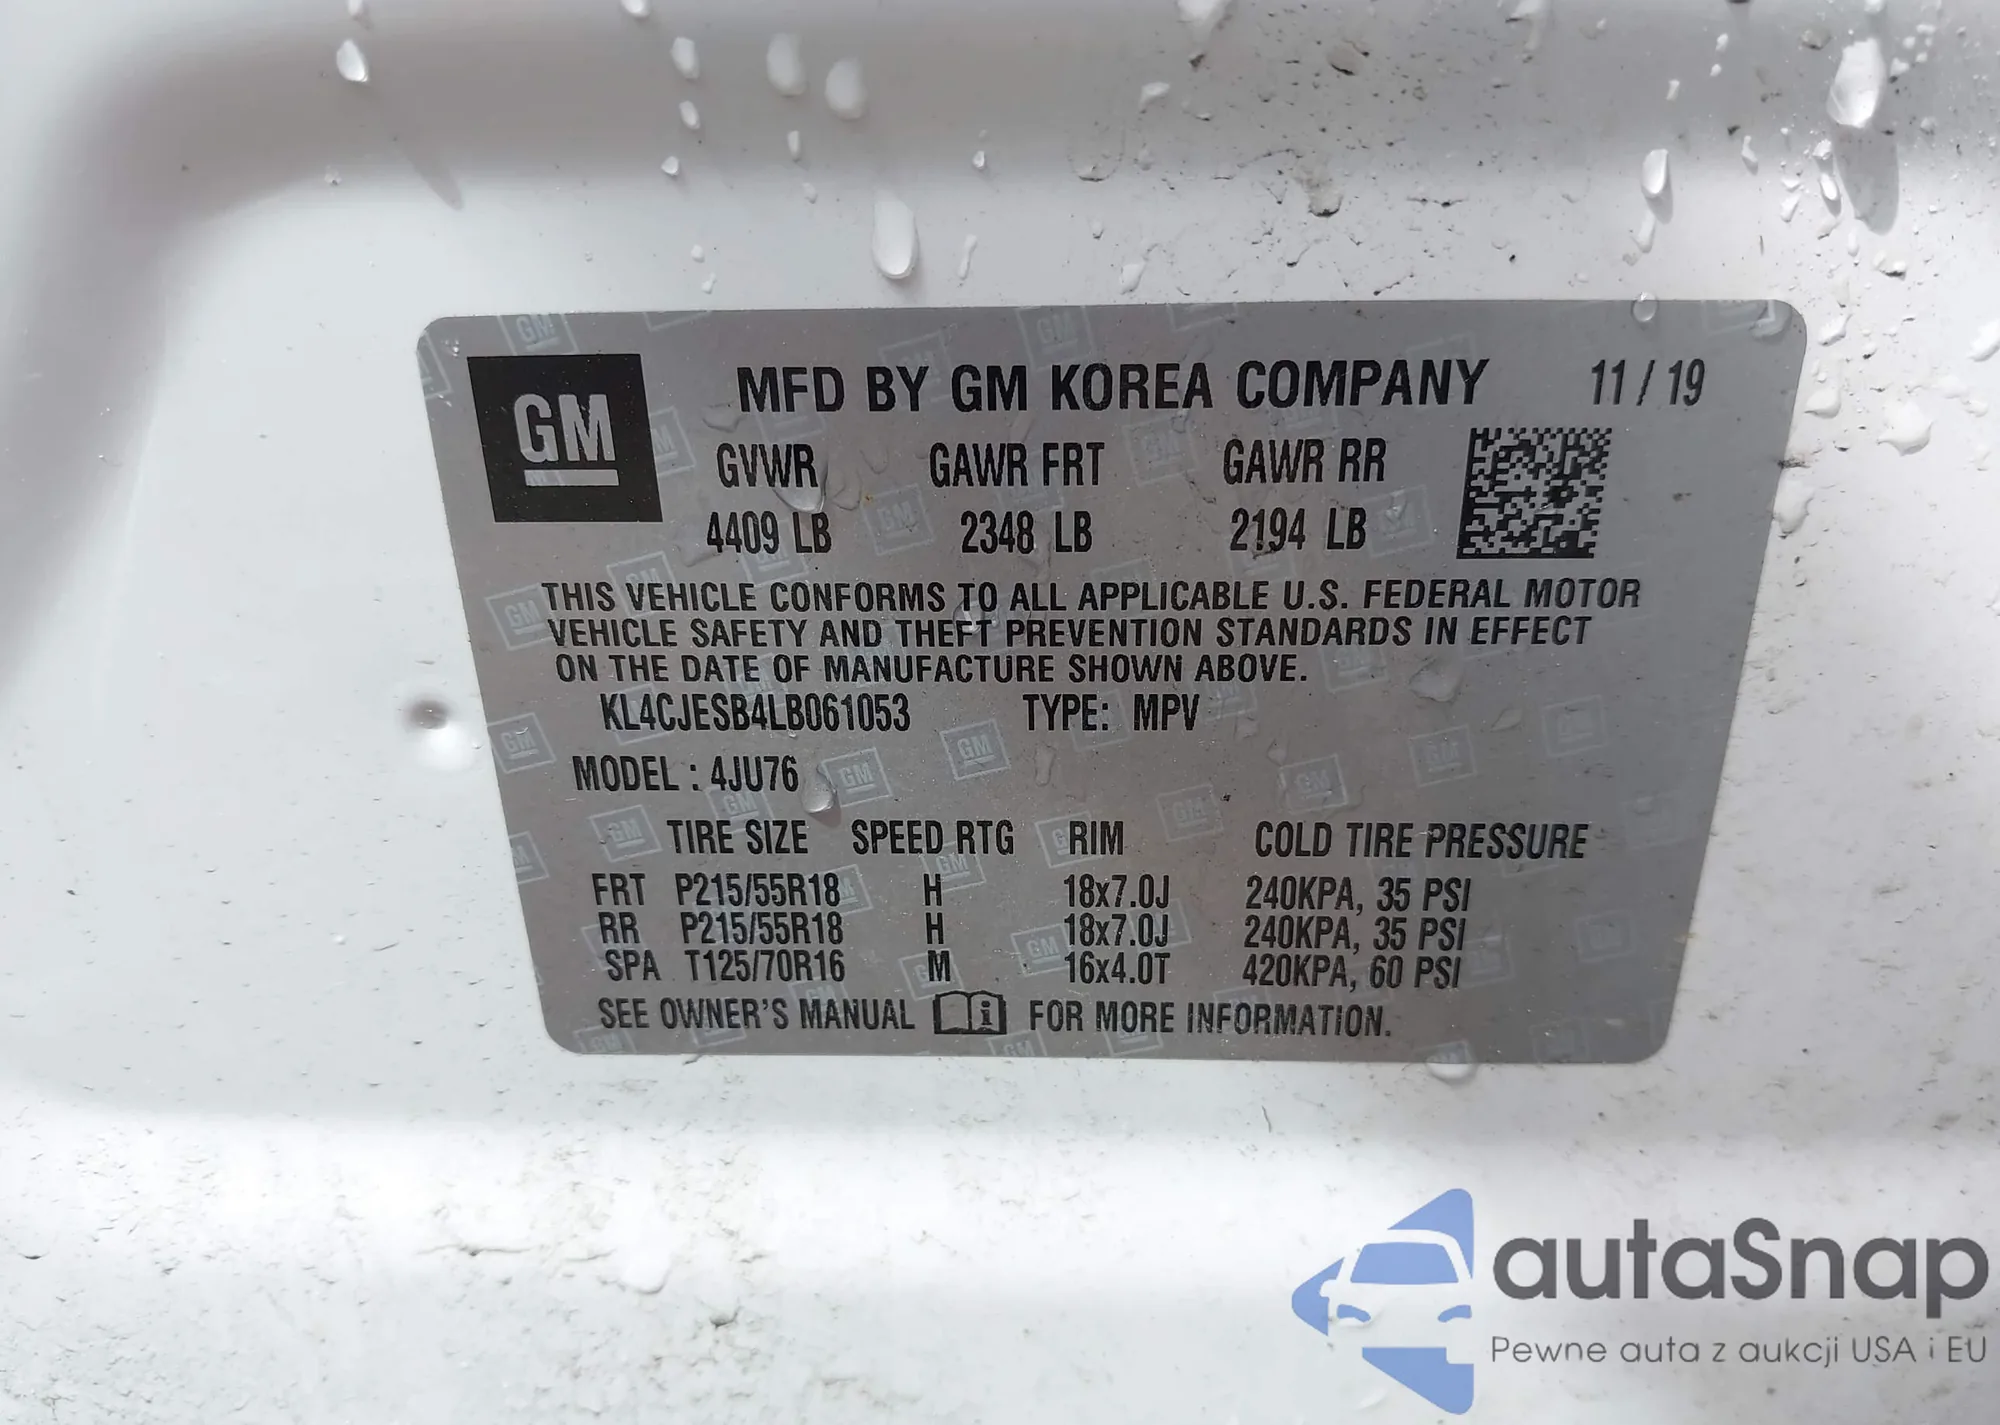 GM
MFD BY GM KOREA COMPANY 11/19
GVWR GAWR FRT GAWR RR
4409 LB 2348 LB 2194 LB
THIS VEHICLE CONFORMS TO ALL APPLICABLE U.S. FEDERAL MOTOR
VEHICLE SAFETY AND THEFT PREVENTION STANDARDS IN EFFECT
ON THE DATE OF MANUFACTURE SHOWN ABOVE.
KL4CJESB4LB061053 TYPE: MPV
MODEL : 4JU76
TIRE SIZE SPEED RTG RIM COLD TIRE PRESSURE
FRT P215/55R18 H 18x7.0J 240KPA, 35 PSI
RR P215/55R18 H 18x7.0J 240KPA, 35 PSI
SPA T125/70R16 M 16x4.0T 420KPA, 60 PSI
SEE OWNER'S MANUAL i FOR MORE INFORMATION.
autaSnap
Pewne auta z aukcji USA i EU